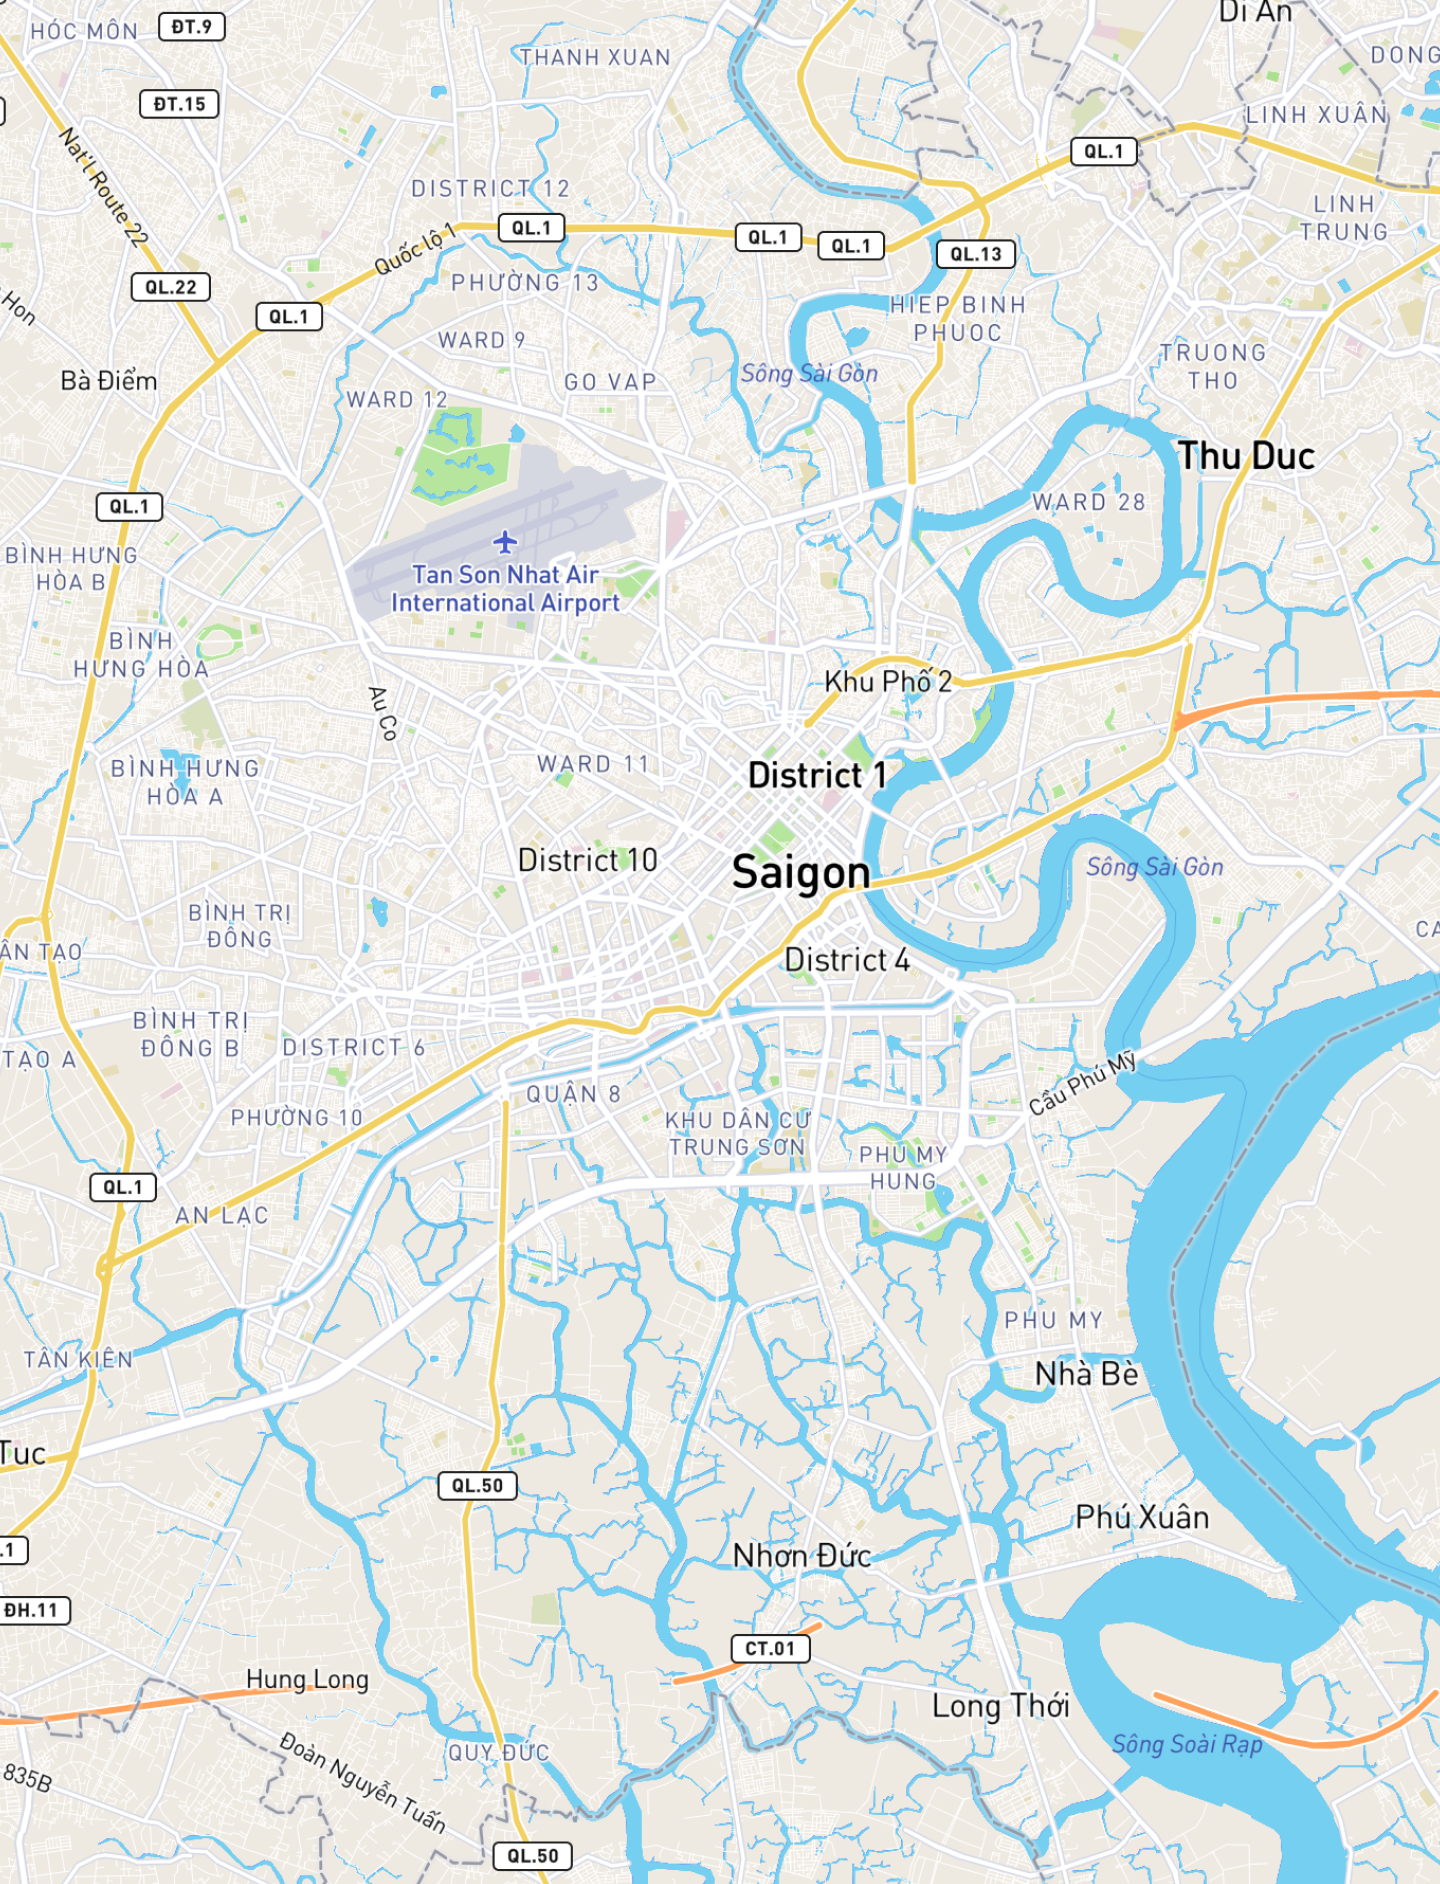 Dĩ An
HÓC MÔN
ĐT.9
THANH XUAN
DONG
ĐT.15
LINH XUÂN
Nat'l Route 22
QL.1
DISTRICT 12
LINH
TRUNG
QL.1
QL.1
QL.1
Quốc lộ 1
QL.13
PHƯỜNG 13
QL.22
Hon
QL.1
HIEP BINH
PHUOC
WARD 9
TRUONG
THO
Bà Điểm
GO VAP
Sông Sài Gòn
WARD 12
Thu Duc
QL.1
WARD 28
BÌNH HƯNG
HÒA B
Tan Son Nhat Air
International Airport
BÌNH
HƯNG HÒA
Khu Phố 2
Au Co
BÌNH HƯNG
HÒA A
WARD 11
District 1
District 10
Saigon
Sông Sài Gòn
BÌNH TRỊ
ĐÔNG
CA
ÂN TẠO
District 4
BÌNH TRỊ
ĐÔNG B
TẠO A
DISTRICT 6
Cầu Phú Mỹ
QUẬN 8
PHƯỜNG 10
KHU DÂN CƯ
TRUNG SƠN
PHU MY
HUNG
QL.1
AN LẠC
PHU MY
TÂN KIÊN
Nhà Bè
Tuc
QL.50
Phú Xuân
.1
Nhơn Đức
ĐH.11
CT.01
Hung Long
Long Thới
Sông Soài Rạp
QUY ĐỨC
Đoàn Nguyễn Tuấn
835B
QL.50